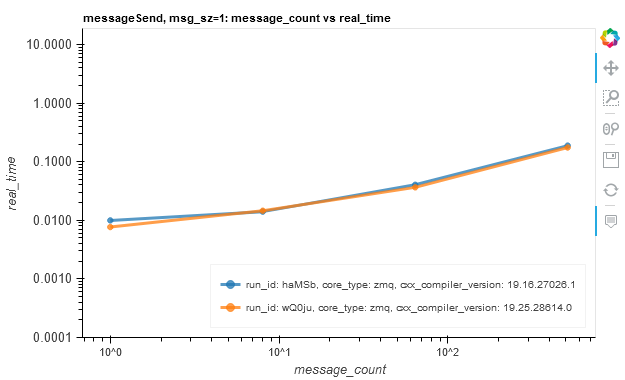 messageSend, msg_sz=1: message_count vs real_time
10.0000
1.0000
0.1000
0.0100
0.0010
0.0001
real_time
run_id: haMSb, core_type: zmq, cxx_compiler_version: 19.16.27026.1
run_id: wQ0ju, core_type: zmq, cxx_compiler_version: 19.25.28614.0
10^0 10^1 10^2
message_count